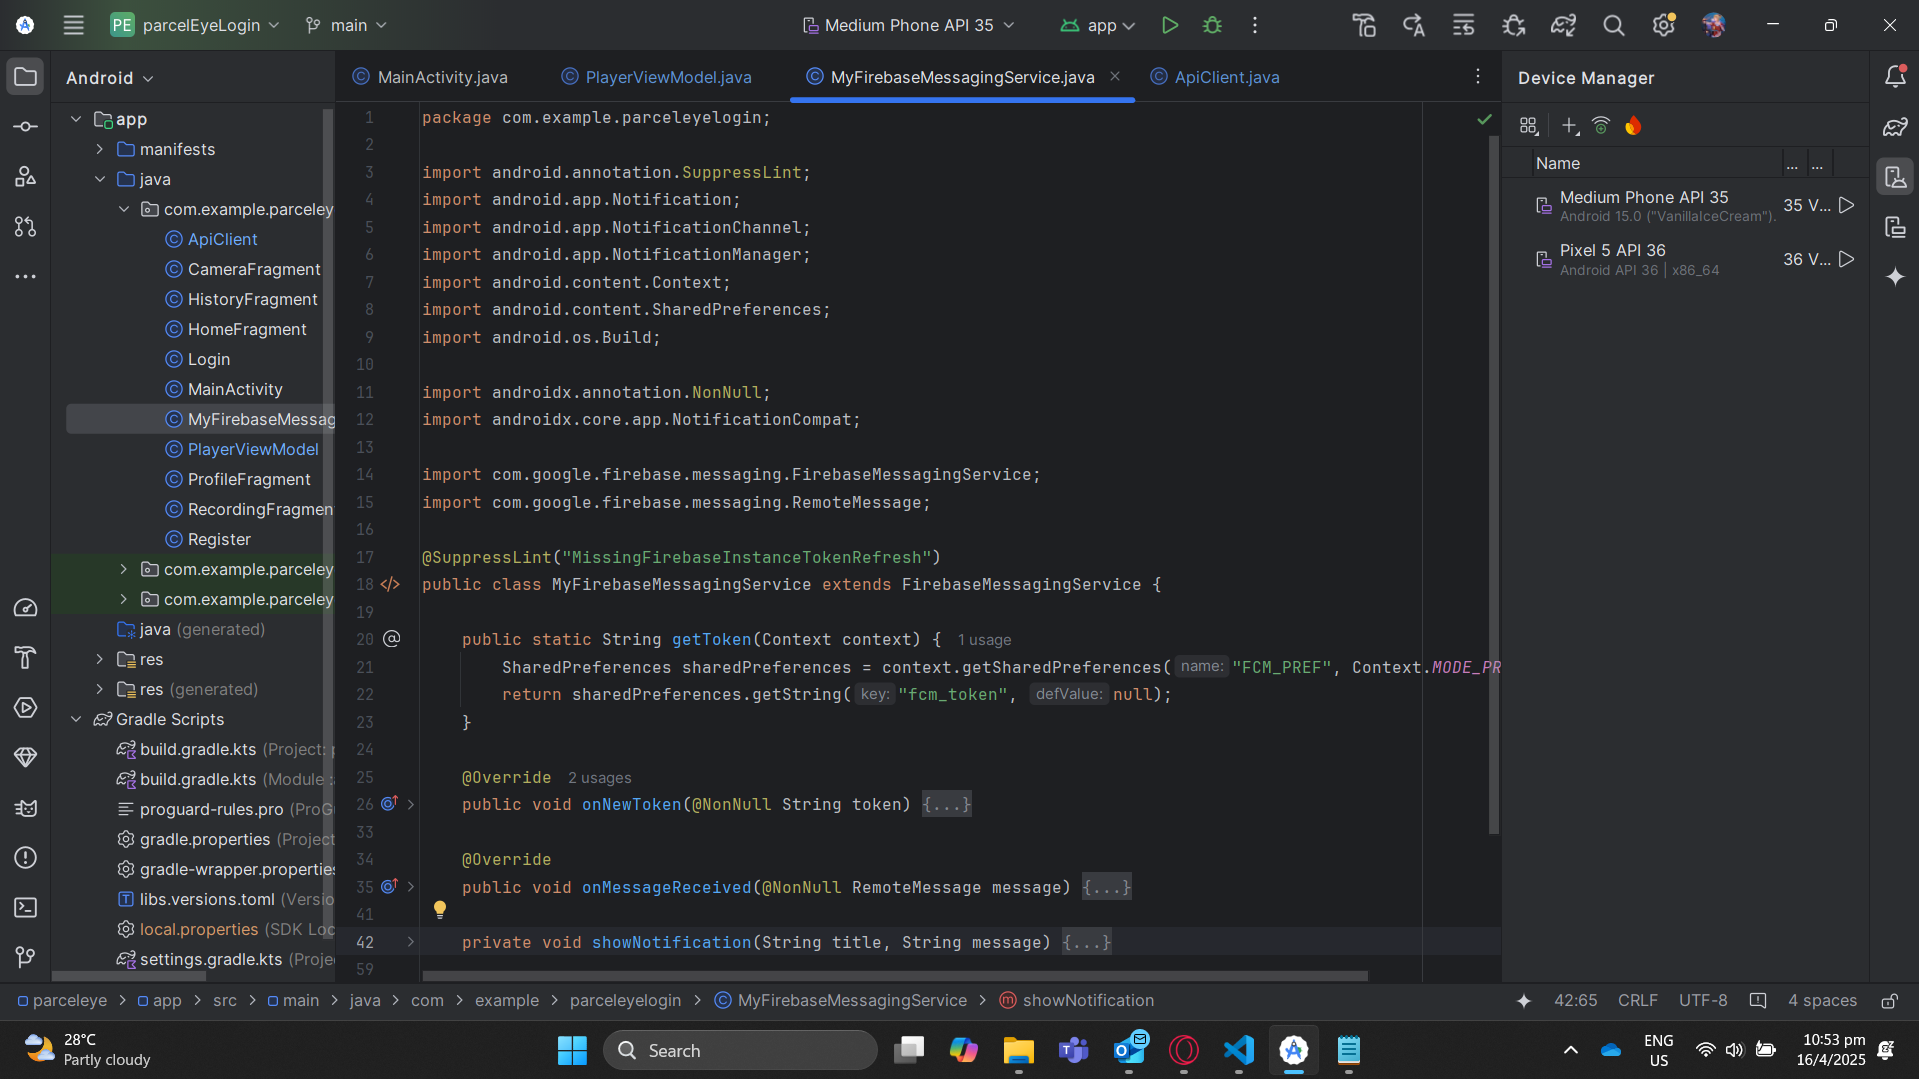 PE parcelEyeLogin main Medium Phone API 35 app
Android
MainActivity.java PlayerViewModel.java MyFirebaseMessagingService.java ApiClient.java
Device Manager
app
manifests
java
com.example.parceley
ApiClient
CameraFragment
HistoryFragment
HomeFragment
Login
MainActivity
MyFirebaseMessag
PlayerViewModel
ProfileFragment
RecordingFragmen
Register
com.example.parceley
com.example.parceley
java (generated)
res
res (generated)
Gradle Scripts
build.gradle.kts (Project: p
build.gradle.kts (Module :
proguard-rules.pro (ProG
gradle.properties (Project
gradle-wrapper.properties
libs.versions.toml (Versio
local.properties (SDK Loc
settings.gradle.kts (Proje
1 package com.example.parceleyelogin;
2
3 import android.annotation.SuppressLint;
4 import android.app.Notification;
5 import android.app.NotificationChannel;
6 import android.app.NotificationManager;
7 import android.content.Context;
8 import android.content.SharedPreferences;
9 import android.os.Build;
10
11 import androidx.annotation.NonNull;
12 import androidx.core.app.NotificationCompat;
13
14 import com.google.firebase.messaging.FirebaseMessagingService;
15 import com.google.firebase.messaging.RemoteMessage;
16
17 @SuppressLint("MissingFirebaseInstanceTokenRefresh")
18 public class MyFirebaseMessagingService extends FirebaseMessagingService {
19
20 public static String getToken(Context context) { 1 usage
21 SharedPreferences sharedPreferences = context.getSharedPreferences( name: "FCM_PREF", Context.MODE_PR
22 return sharedPreferences.getString( key: "fcm_token", defValue: null);
23 }
24
25 @Override 2 usages
26 public void onNewToken(@NonNull String token) {...}
33
34 @Override
35 public void onMessageReceived(@NonNull RemoteMessage message) {...}
41
42 private void showNotification(String title, String message) {...}
59
Name ... ...
Medium Phone API 35
Android 15.0 ("VanillaIceCream"). 35 V...
Pixel 5 API 36
Android API 36 | x86_64 36 V...
parceleye > app > src > main > java > com > example > parceleyelogin > MyFirebaseMessagingService > showNotification
42:65 CRLF UTF-8 4 spaces
28°C
Partly cloudy
Search
ENG
US
10:53 pm
16/4/2025